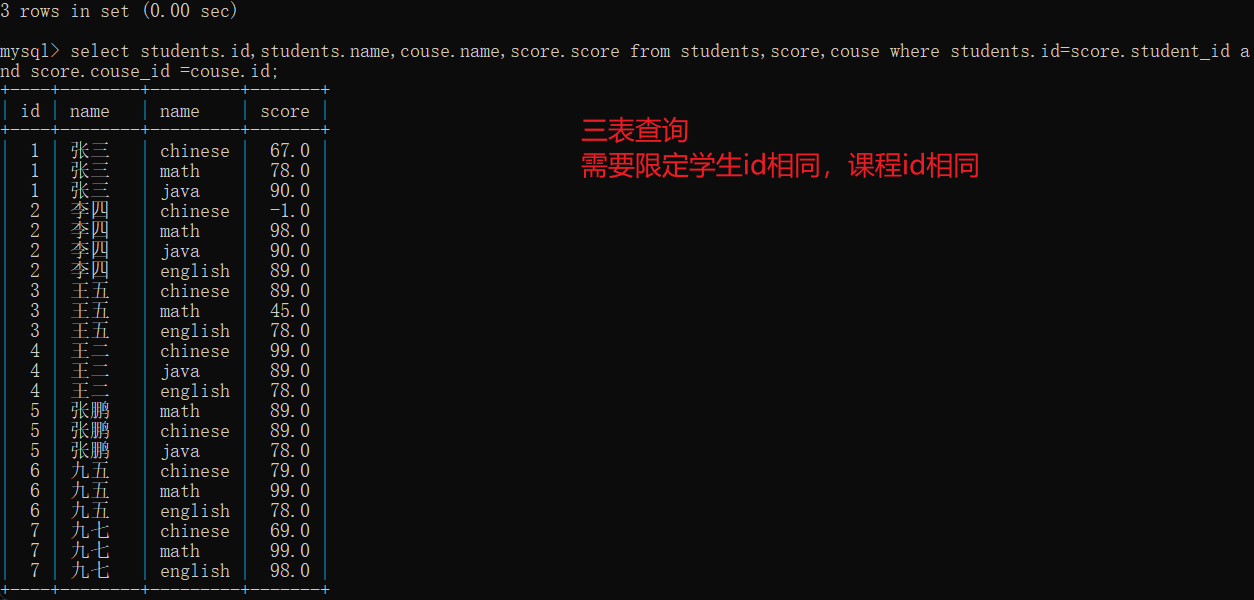 3 rows in set (0.00 sec)
mysql> select students.id,students.name,couse.name,score.score from students,score,couse where students.id=score.student_id a
nd score.couse_id =couse.id;
+----+--------+---------+-------+
| id | name | name | score |
+----+--------+---------+-------+
| 1 | 张三 | chinese | 67.0 |
| 1 | 张三 | math | 78.0 |
| 1 | 张三 | java | 90.0 |
| 2 | 李四 | chinese | -1.0 |
| 2 | 李四 | math | 98.0 |
| 2 | 李四 | java | 90.0 |
| 2 | 李四 | english | 89.0 |
| 3 | 王五 | chinese | 89.0 |
| 3 | 王五 | math | 45.0 |
| 3 | 王五 | english | 78.0 |
| 4 | 王二 | chinese | 99.0 |
| 4 | 王二 | java | 89.0 |
| 4 | 王二 | english | 78.0 |
| 5 | 张鹏 | math | 89.0 |
| 5 | 张鹏 | chinese | 89.0 |
| 5 | 张鹏 | java | 78.0 |
| 6 | 九五 | chinese | 79.0 |
| 6 | 九五 | math | 99.0 |
| 6 | 九五 | english | 78.0 |
| 7 | 九七 | chinese | 69.0 |
| 7 | 九七 | math | 99.0 |
| 7 | 九七 | english | 98.0 |
+----+--------+---------+-------+
三表查询
需要限定学生id相同，课程id相同